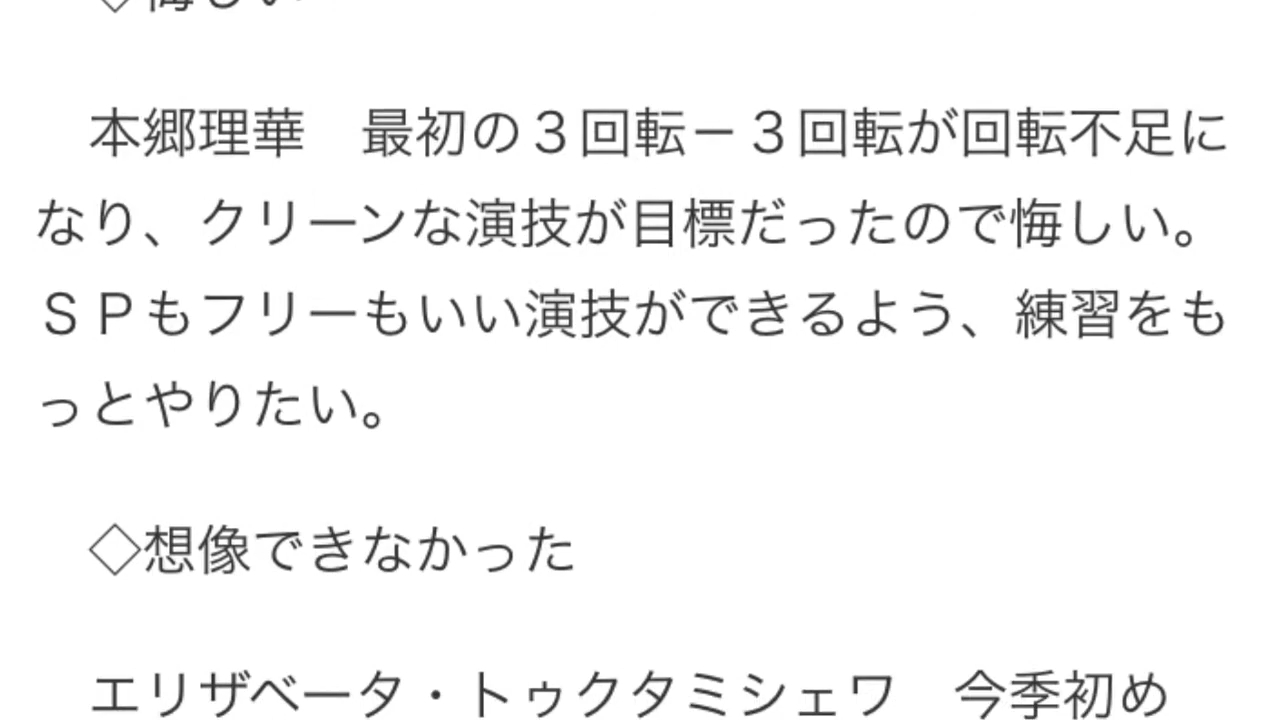 ◇悔しい
本郷理華　最初の３回転－３回転が回転不足に
なり、クリーンな演技が目標だったので悔しい。
ＳＰもフリーもいい演技ができるよう、練習をも
っとやりたい。
◇想像できなかった
エリザベータ・トゥクタミシェワ　今季初め